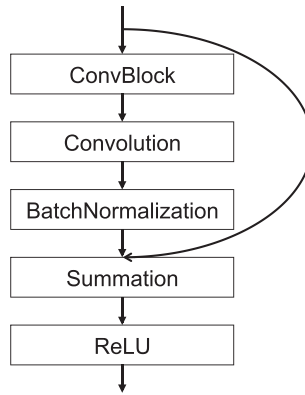 ConvBlock
Convolution
BatchNormalization
Summation
ReLU